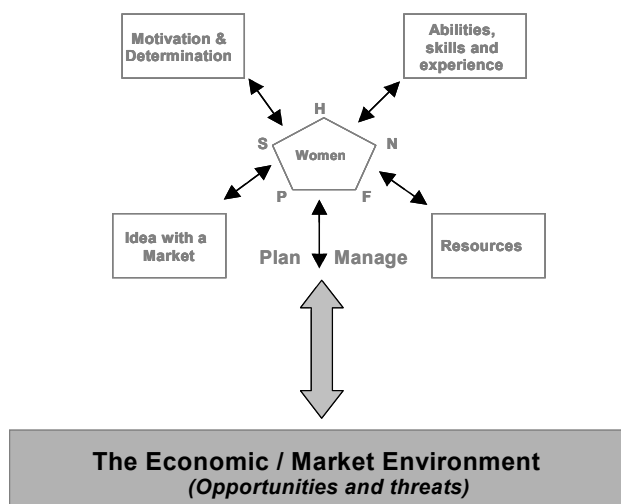 Motivation &
Determination
Abilities,
skills and
experience
H
S
N
Women
P
F
Idea with a
Market
Resources
Plan
Manage
The Economic / Market Environment
(Opportunities and threats)